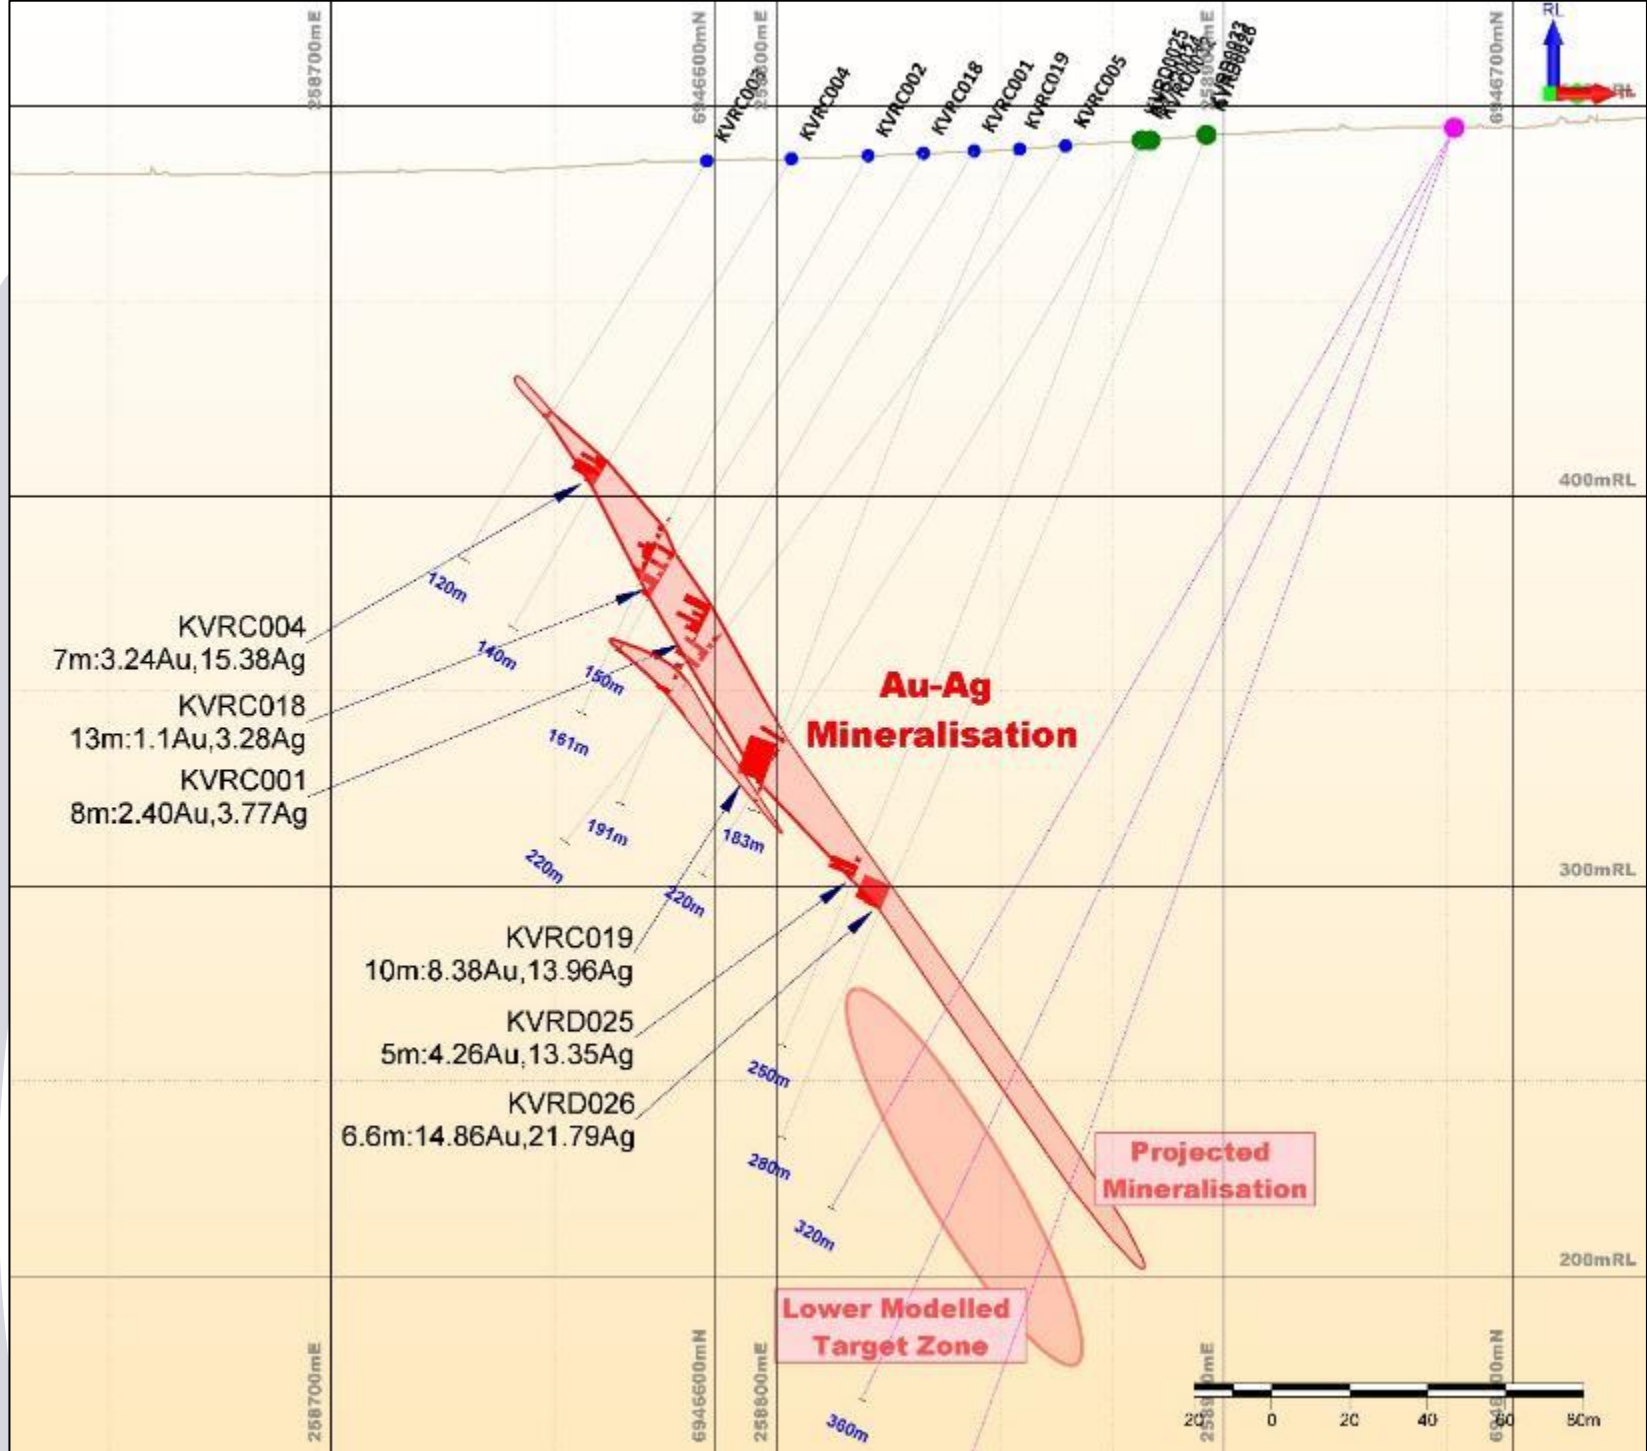 RL
258700mE
6946600mN
258800mE
6946700mN
KVRC003
KVRC004
KVRC002
KVRC018
KVRC001
KVRC019
KVRC005
KVRD025
400mRL
120m
KVRC004
7m:3.24Au,15.38Ag
140m
150m
KVRC018
13m:1.1Au,3.28Ag
161m
KVRC001
8m:2.40Au,3.77Ag
Au-Ag
Mineralisation
191m
183m
220m
220m
300mRL
KVRC019
10m:8.38Au,13.96Ag
KVRD025
5m:4.26Au,13.35Ag
250m
KVRD026
6.6m:14.86Au,21.79Ag
280m
Projected
Mineralisation
320m
200mRL
Lower Modelled
Target Zone
360m
258700mE
6946600mN
258800mE
20 0 20 40 60 80m